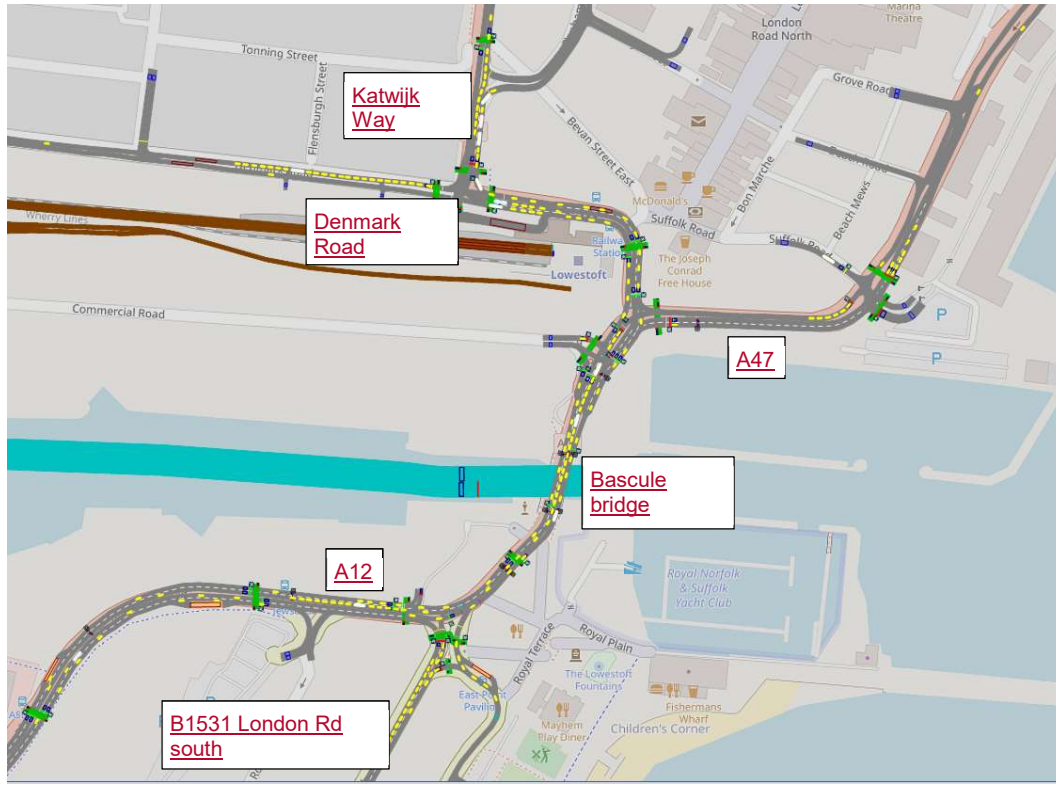 Marina
Theatre
London
Road North
Tonning Street
Flensburgh Street
Katwijk
Way
Grove Road
Bevan Street East
Bon Marche
McDonald's
Beach Mews
Suffolk Road
Suffolk Road
Wherry Lines
Denmark
Road
Railway
Station
The Joseph
Conrad
Free House
Lowestoft
Commercial Road
P
P
A47
Bascule
bridge
A12
Royal Norfolk
& Suffolk
Yacht Club
Royal Terrace
Royal Plain
The Lowestoft
Fountains
East Point
Pavilion
Fishermans
Wharf
Children's Corner
Mayhem
Play Diner
B1531 London Rd
south